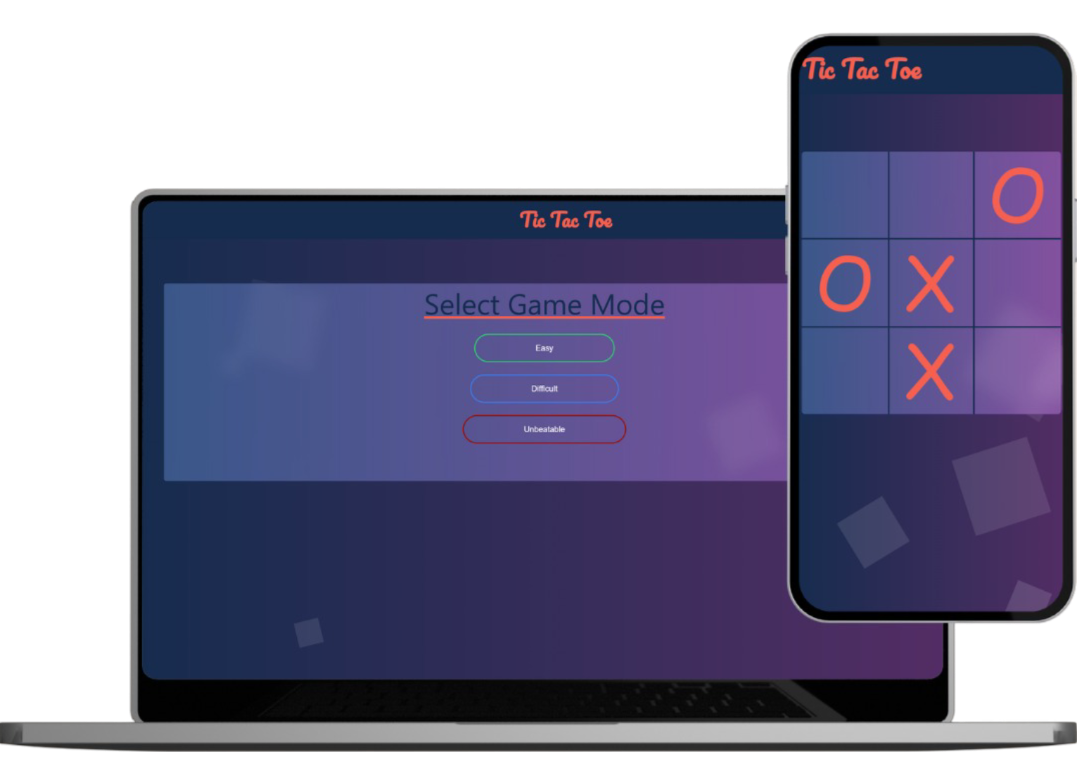 Tic Tac Toe
Select Game Mode
Easy
Difficult
Unbeatable
Tic Tac Toe
O
O X
X